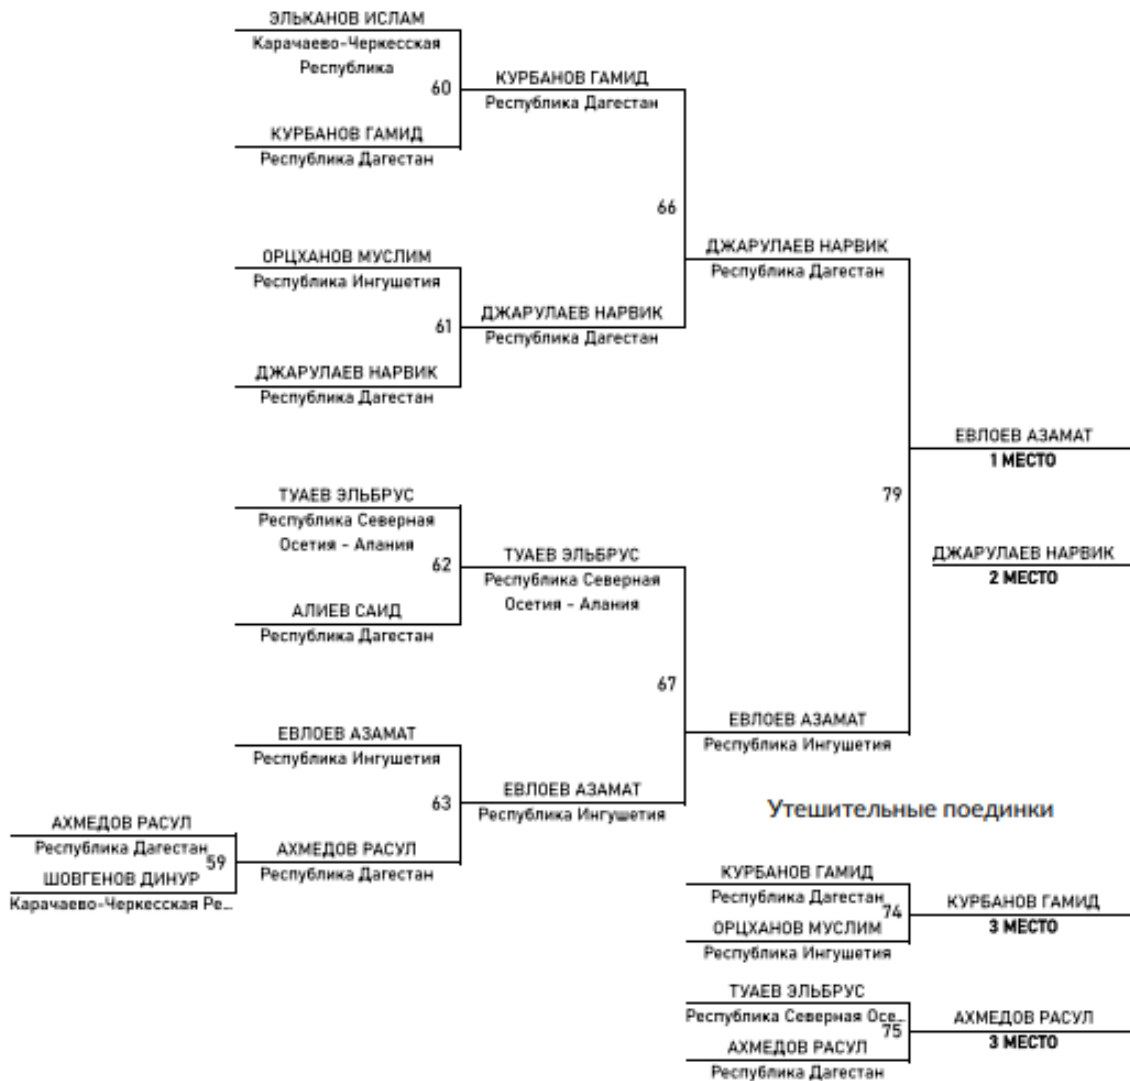 ЭЛЬКАНОВ ИСЛАМ
Карачаево-Черкесская
Республика
60
КУРБАНОВ ГАМИД
Республика Дагестан
КУРБАНОВ ГАМИД
Республика Дагестан
66
ОРЦХАНОВ МУСЛИМ
Республика Ингушетия
61
ДЖАРУЛАЕВ НАРВИК
Республика Дагестан
ДЖАРУЛАЕВ НАРВИК
Республика Дагестан
ДЖАРУЛАЕВ НАРВИК
Республика Дагестан
79
ЕВЛОЕВ АЗАМАТ
1 МЕСТО
ДЖАРУЛАЕВ НАРВИК
2 МЕСТО
ТУАЕВ ЭЛЬБРУС
Республика Северная
Осетия - Алания
62
АЛИЕВ САИД
Республика Дагестан
ТУАЕВ ЭЛЬБРУС
Республика Северная
Осетия - Алания
67
ЕВЛОЕВ АЗАМАТ
Республика Ингушетия
ЕВЛОЕВ АЗАМАТ
Республика Ингушетия
63
ЕВЛОЕВ АЗАМАТ
Республика Ингушетия
АХМЕДОВ РАСУЛ
Республика Дагестан
59
ШОВГЕНОВ ДИНУР
Карачаево-Черкесская Ре...
АХМЕДОВ РАСУЛ
Республика Дагестан
Утешительные поединки
КУРБАНОВ ГАМИД
Республика Дагестан
74
ОРЦХАНОВ МУСЛИМ
Республика Ингушетия
КУРБАНОВ ГАМИД
3 МЕСТО
ТУАЕВ ЭЛЬБРУС
Республика Северная Осе...
75
АХМЕДОВ РАСУЛ
Республика Дагестан
АХМЕДОВ РАСУЛ
3 МЕСТО